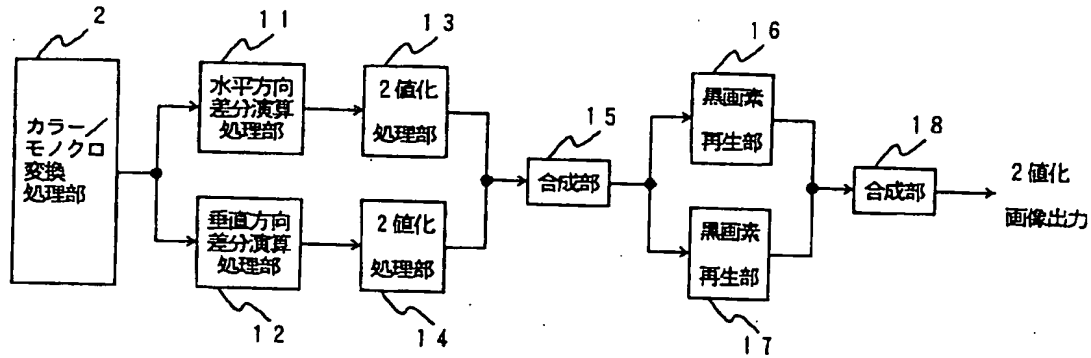 2
カラー／
モノクロ
変換
処理部
11
水平方向
差分演算
処理部
垂直方向
差分演算
処理部
12
13
2値化
処理部
2値化
処理部
14
15
合成部
16
黒画素
再生部
黒画素
再生部
17
18
合成部
2値化
画像出力